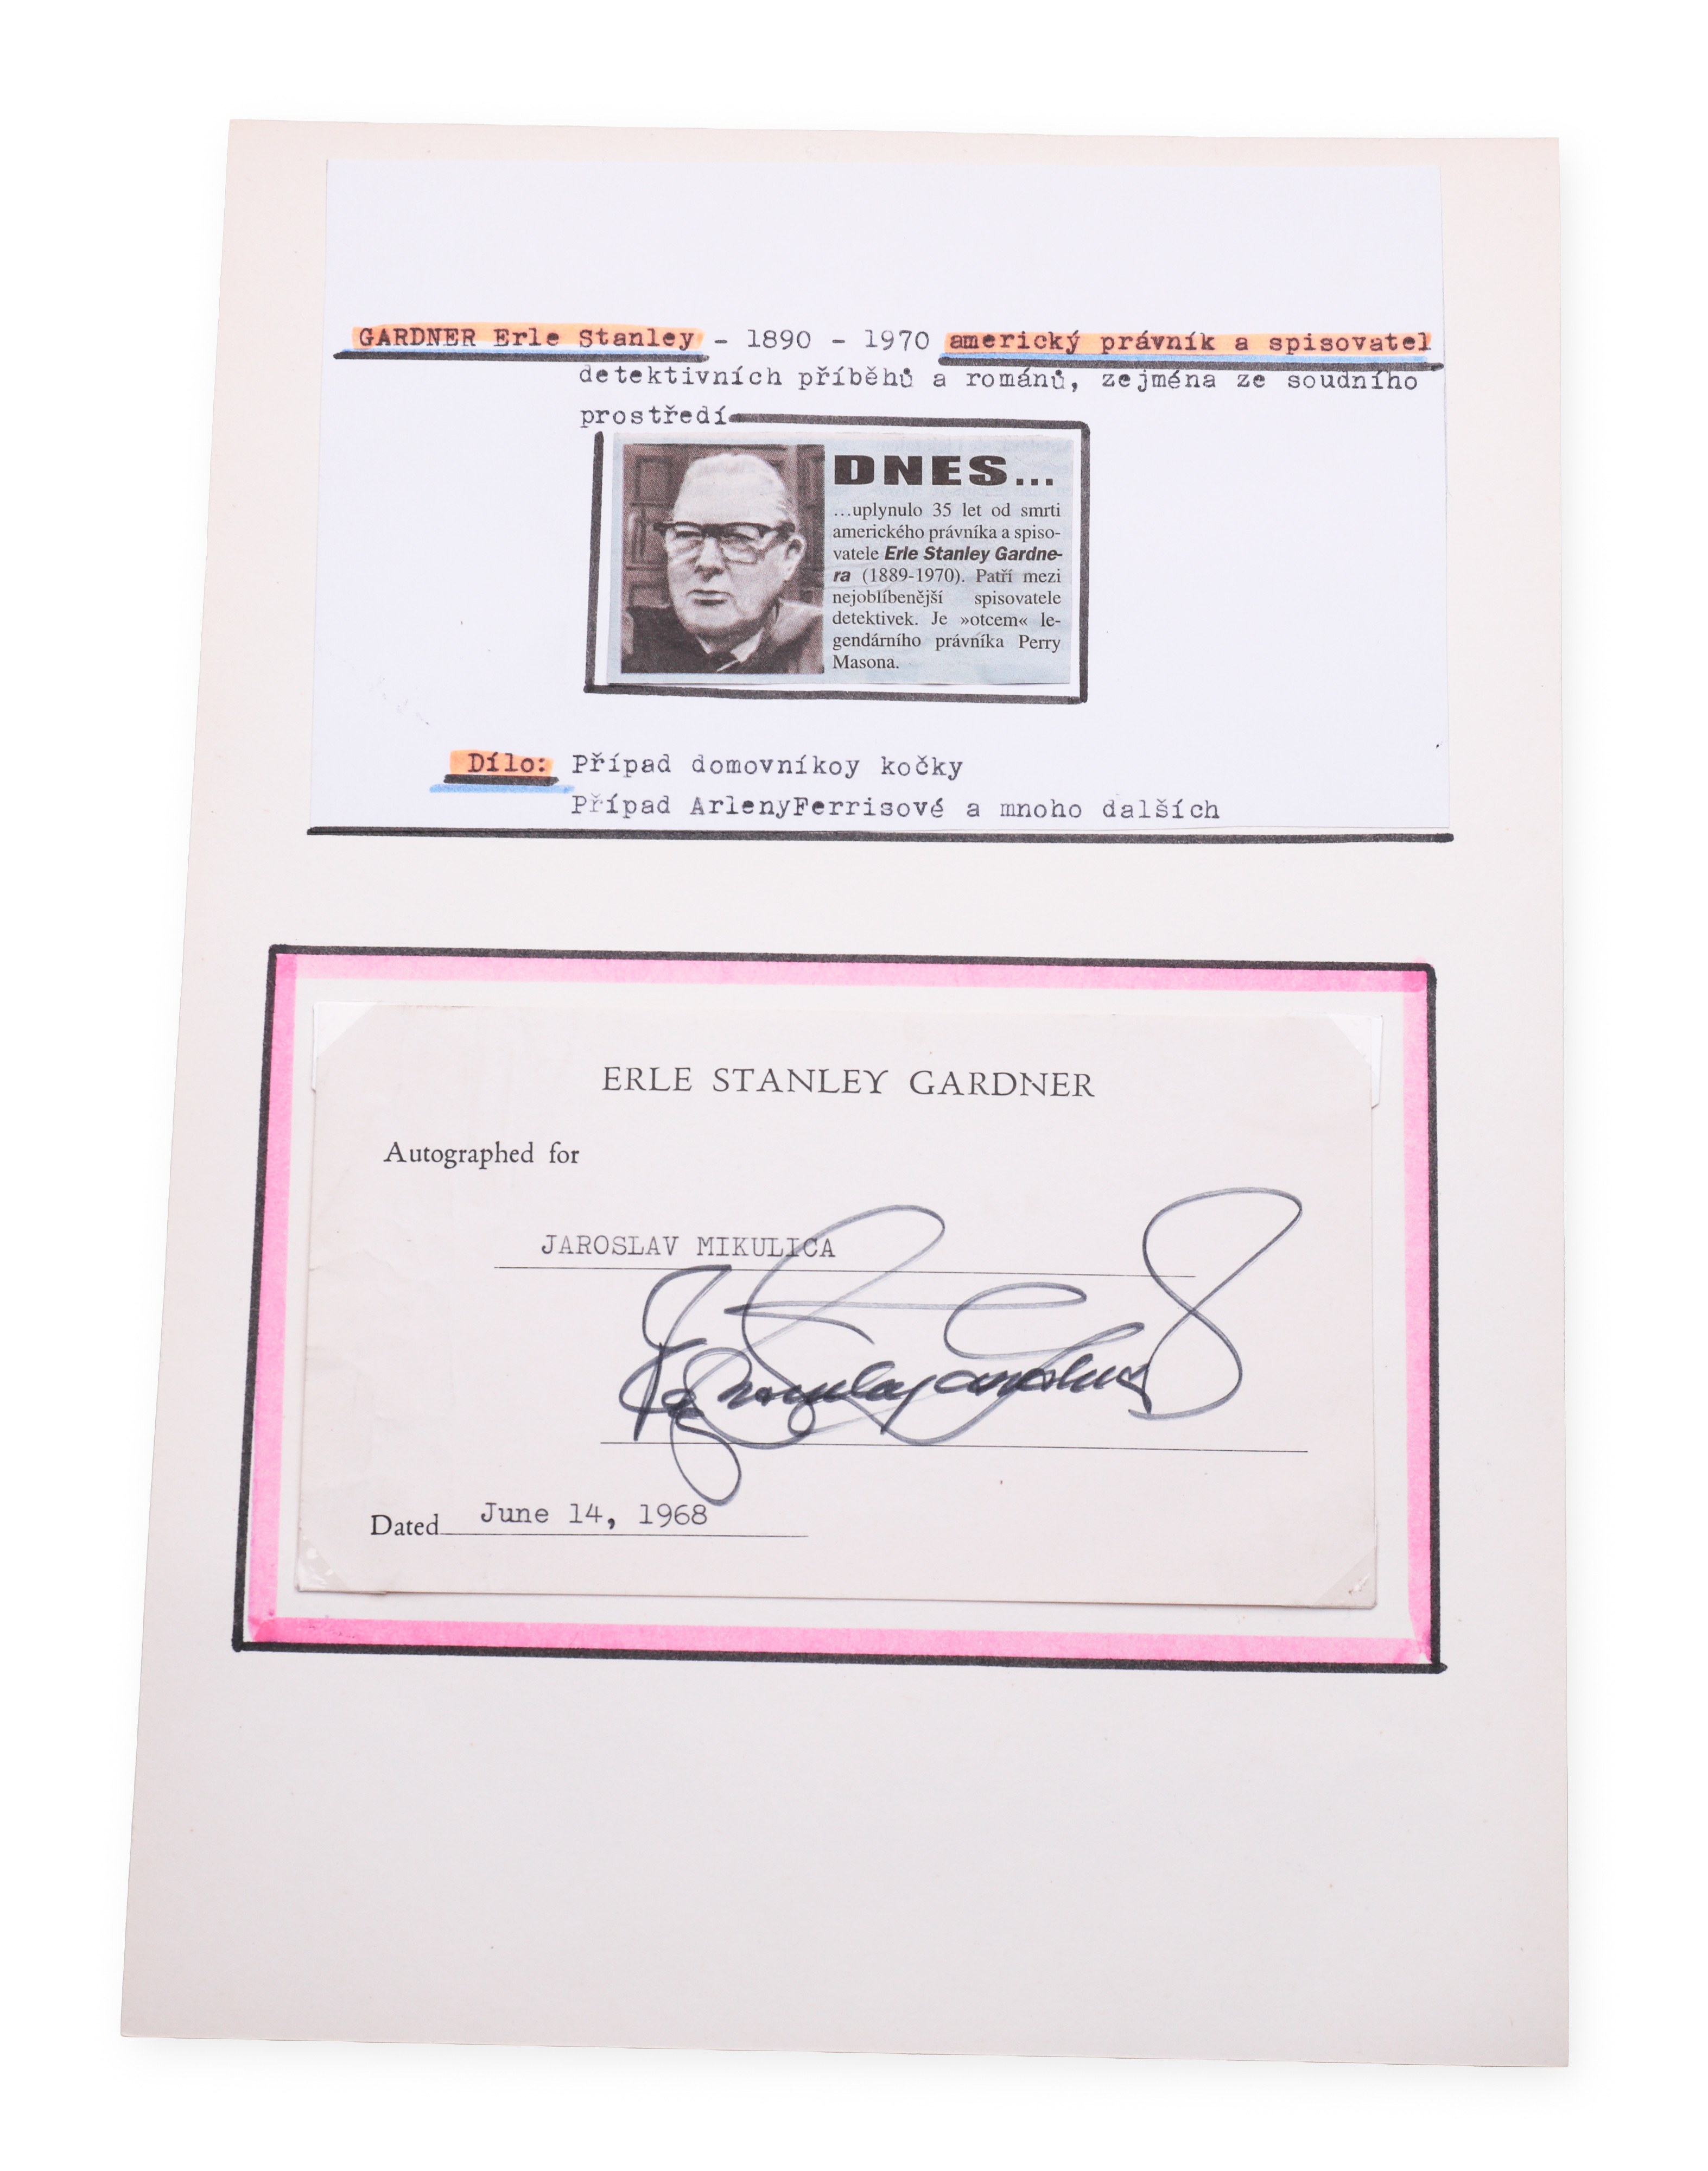 GARDNER Erle Stanley - 1890 - 1970 americký právník a spisovatel
detektivních příběhů a románů, zejména ze soudního
prostředí
DNES...
...uplynulo 35 let od smrti
amerického právníka a spiso-
vatele Erle Stanley Gardne-
ra (1889-1970). Patří mezi
nejoblíbenější spisovatele
detektivek. Je »otcem« le-
gendárního právníka Perry
Masona.
Dílo: Případ domovníkoy kočky
Případ ArlenyFerrisové a mnoho dalších
ERLE STANLEY GARDNER
Autographed for
JAROSLAV MIKULICA
Erle Stanley Gardner
Dated June 14, 1968